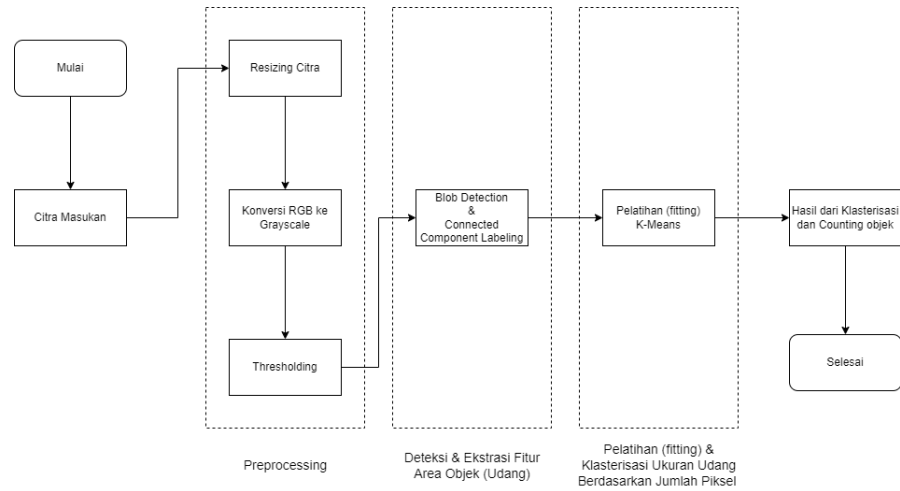 Mulai
Citra Masukan
Resizing Citra
Konversi RGB ke
Grayscale
Thresholding
Preprocessing
Blob Detection
&
Connected
Component Labeling
Deteksi & Ekstrasi Fitur
Area Objek (Udang)
Pelatihan (fitting)
K-Means
Pelatihan (fitting) &
Klasterisasi Ukuran Udang
Berdasarkan Jumlah Piksel
Hasil dari Klasterisasi
dan Counting objek
Selesai